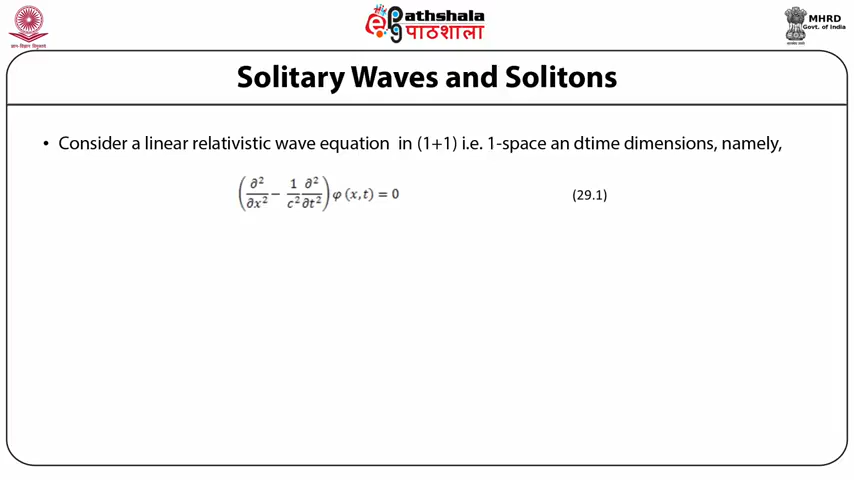 ePathshala
पाठशाला
MHRD
Govt. of India
Solitary Waves and Solitons
• Consider a linear relativistic wave equation in (1+1) i.e. 1-space an dtime dimensions, namely,
(∂²/∂x² − 1/c² ∂²/∂t²) φ (x,t) = 0 (29.1)